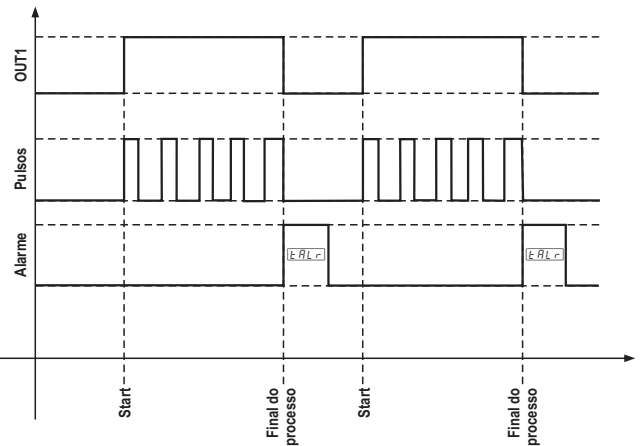 OUT1
Pulsos
Alarme
tALr
tALr
Start
Final do
processo
Start
Final do
processo